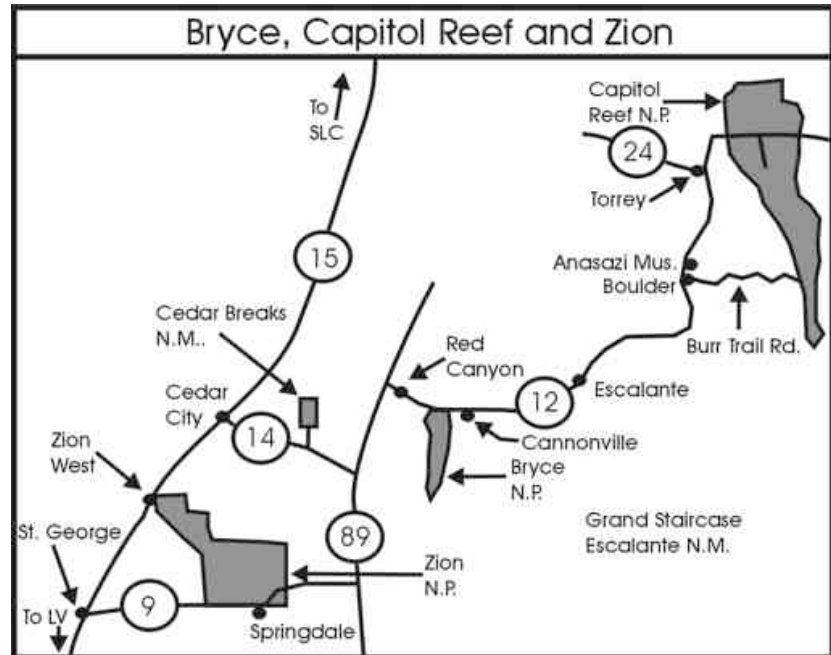 Bryce, Capitol Reef and Zion
To
SLC
Capitol
Reef N.P.
24
Torrey
15
Anasazi Mus.
Boulder
Cedar Breaks
N.M..
Burr Trail Rd.
Red
Canyon
Escalante
12
Cedar
City
14
Cannonville
Bryce
N.P.
Zion
West
St. George
89
Grand Staircase
Escalante N.M.
Zion
N.P.
9
To LV
Springdale